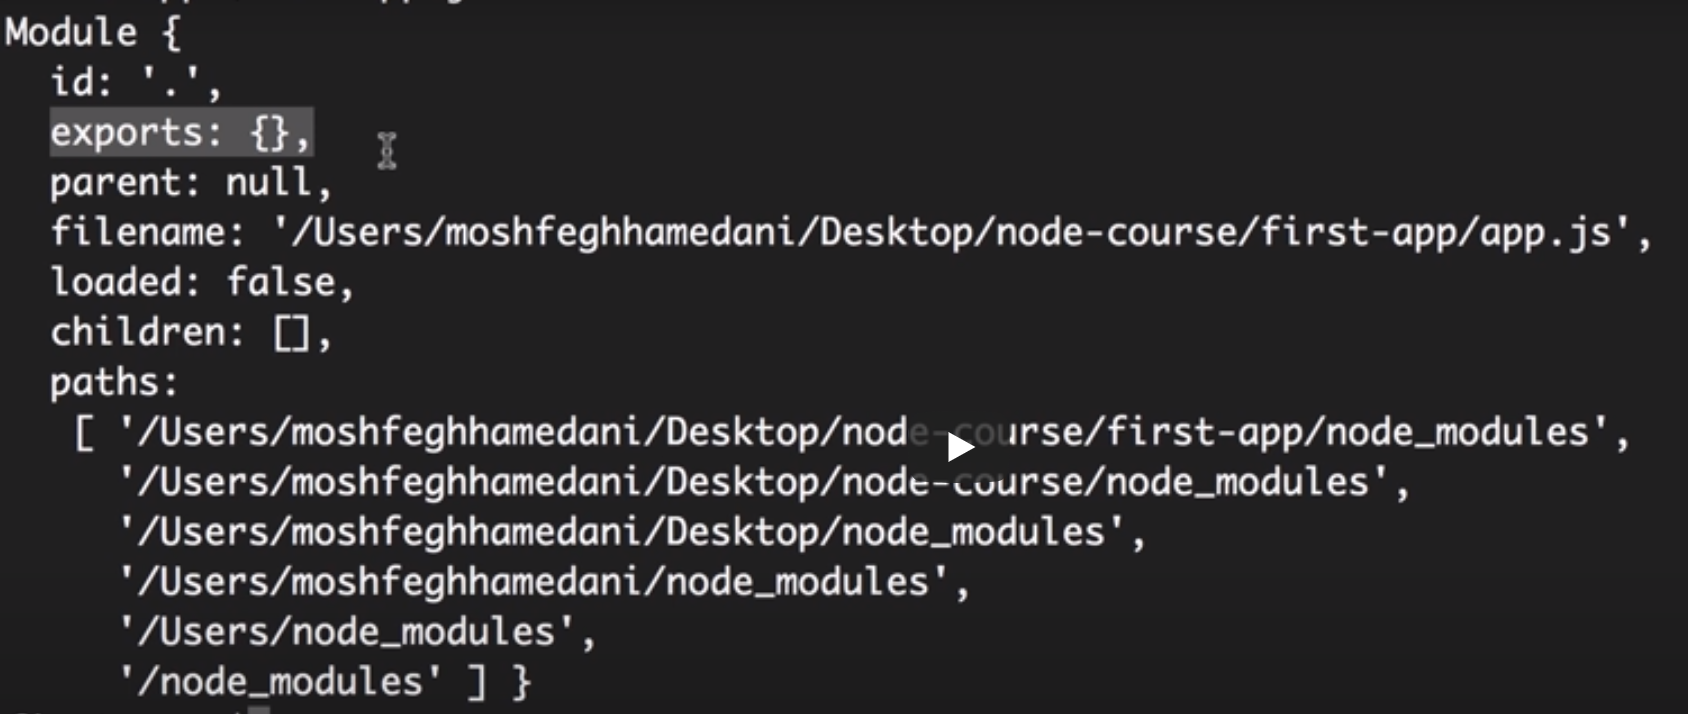 Module {
id: '.',
exports: {},
parent: null,
filename: '/Users/moshfeghhamedani/Desktop/node-course/first-app/app.js',
loaded: false,
children: [],
paths:
[ '/Users/moshfeghhamedani/Desktop/node-course/first-app/node_modules',
'/Users/moshfeghhamedani/Desktop/node-course/node_modules',
'/Users/moshfeghhamedani/Desktop/node_modules',
'/Users/moshfeghhamedani/node_modules',
'/Users/node_modules',
'/node_modules' ] }